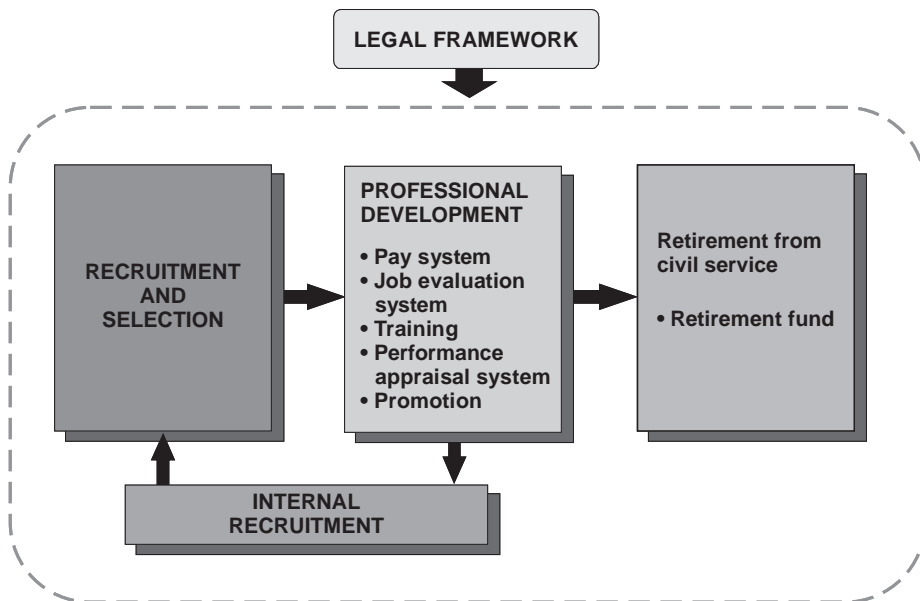 LEGAL FRAMEWORK
RECRUITMENT
AND
SELECTION
PROFESSIONAL
DEVELOPMENT
• Pay system
• Job evaluation
system
• Training
• Performance
appraisal system
• Promotion
Retirement from
civil service
• Retirement fund
INTERNAL
RECRUITMENT